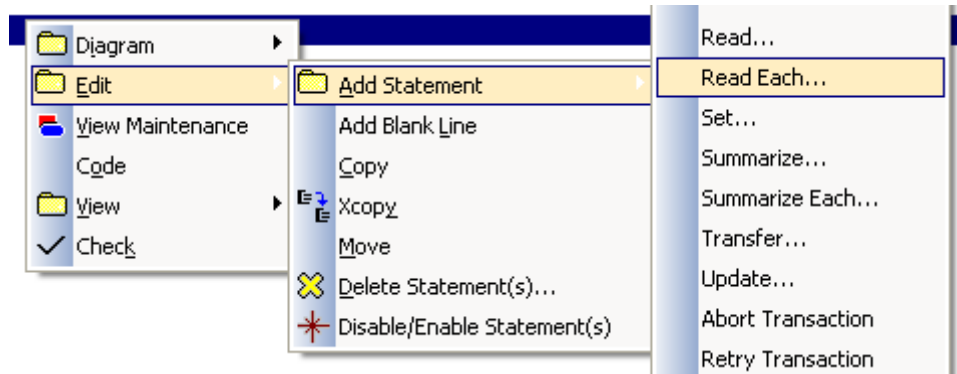 Diagram
Edit
View Maintenance
Code
View
Check
Add Statement
Add Blank Line
Copy
Xcopy
Move
Delete Statement(s)...
Disable/Enable Statement(s)
Read...
Read Each...
Set...
Summarize...
Summarize Each...
Transfer...
Update...
Abort Transaction
Retry Transaction